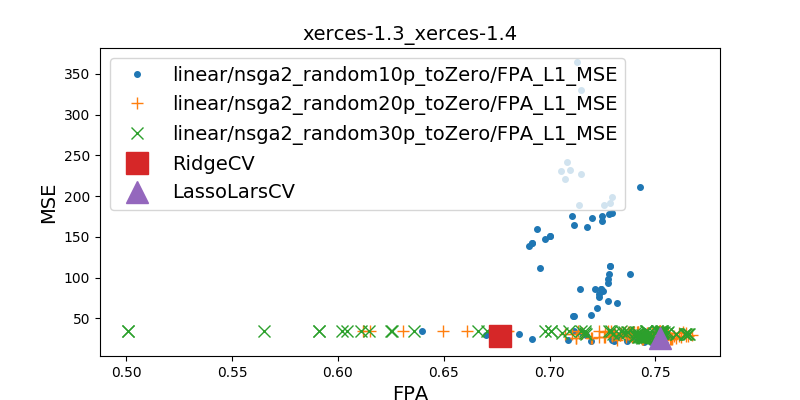 xerces-1.3_xerces-1.4
linear/nsga2_random10p_toZero/FPA_L1_MSE
linear/nsga2_random20p_toZero/FPA_L1_MSE
linear/nsga2_random30p_toZero/FPA_L1_MSE
RidgeCV
LassoLarsCV
MSE
350
300
250
200
150
100
50
0.50 0.55 0.60 0.65 0.70 0.75
FPA